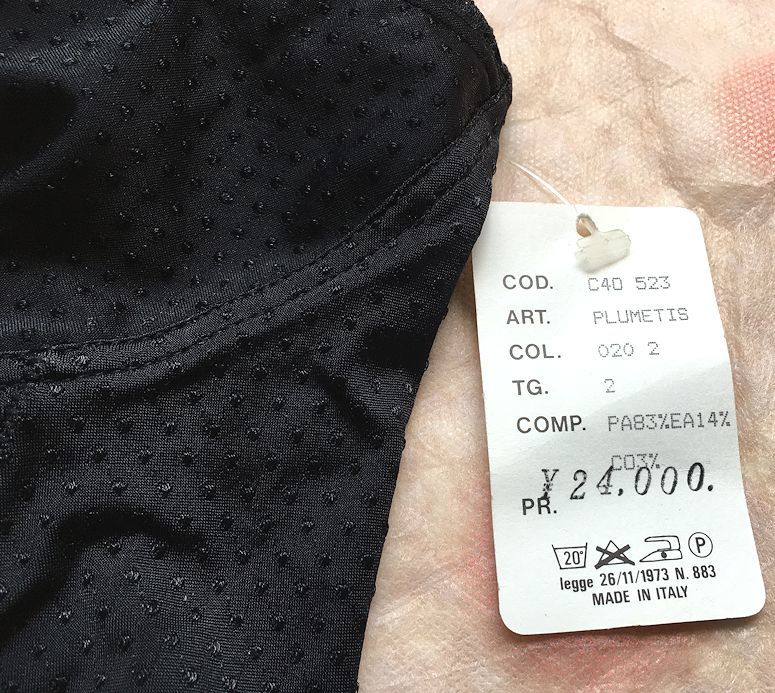 COD. C40 523
ART. PLUMETIS
COL. 020 2
TG. 2
COMP. PA83%EA14%
CO3%
PR. ¥24,000.
20° P
legge 26/11/1973 N. 883
MADE IN ITALY